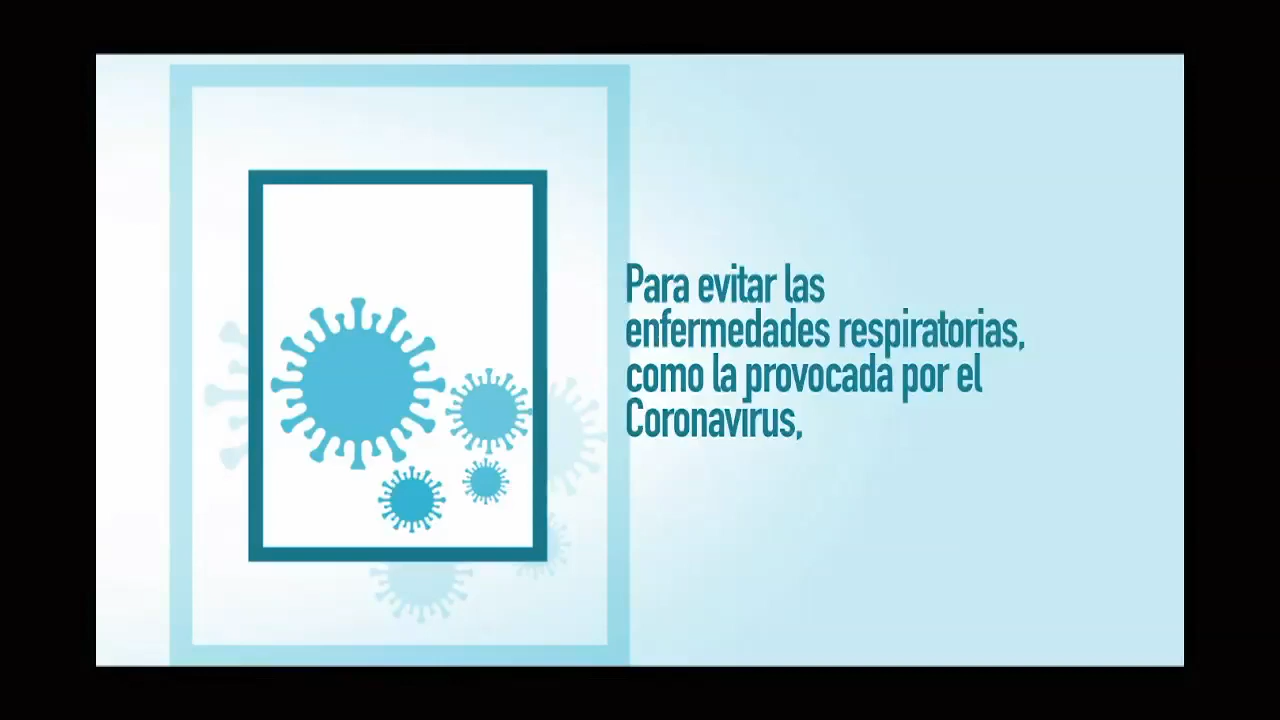 Para evitar las
enfermedades respiratorias,
como la provocada por el
Coronavirus,